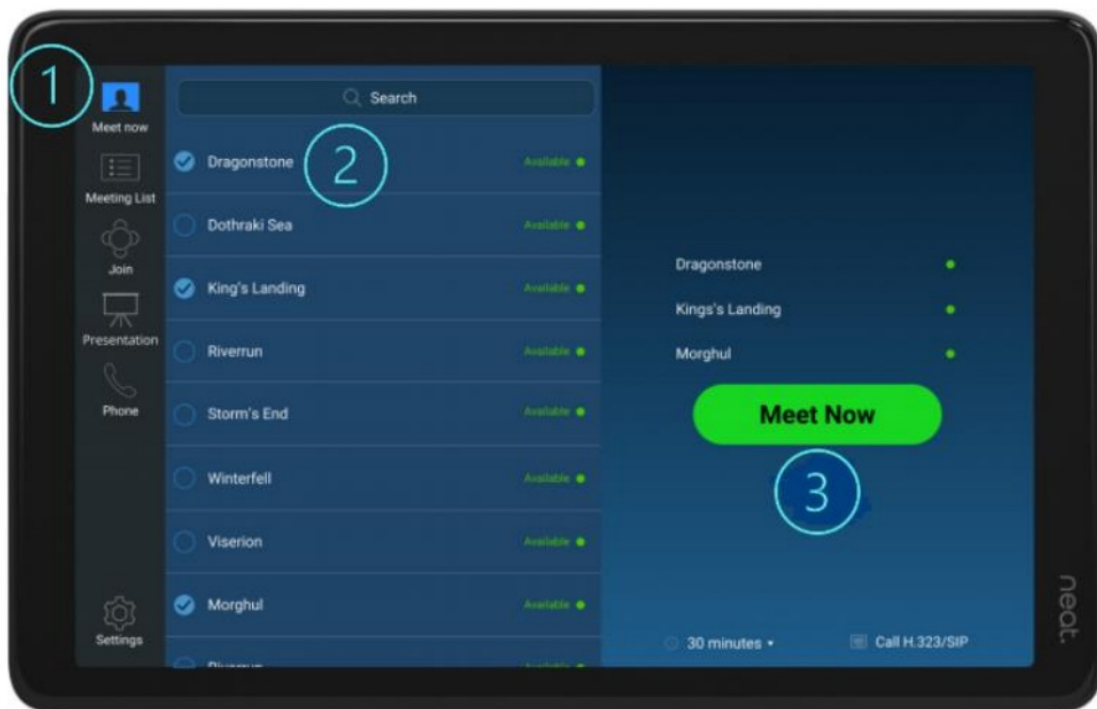 1
Meet now
Meeting List
Join
Presentation
Phone
Settings
Search
2
Dragonstone Available
Dothraki Sea Available
King's Landing Available
Riverrun Available
Storm's End Available
Winterfell Available
Viserion Available
Morghul Available
Dragonstone
Kings's Landing
Morghul
Meet Now
3
30 minutes
Call H.323/SIP
neat.